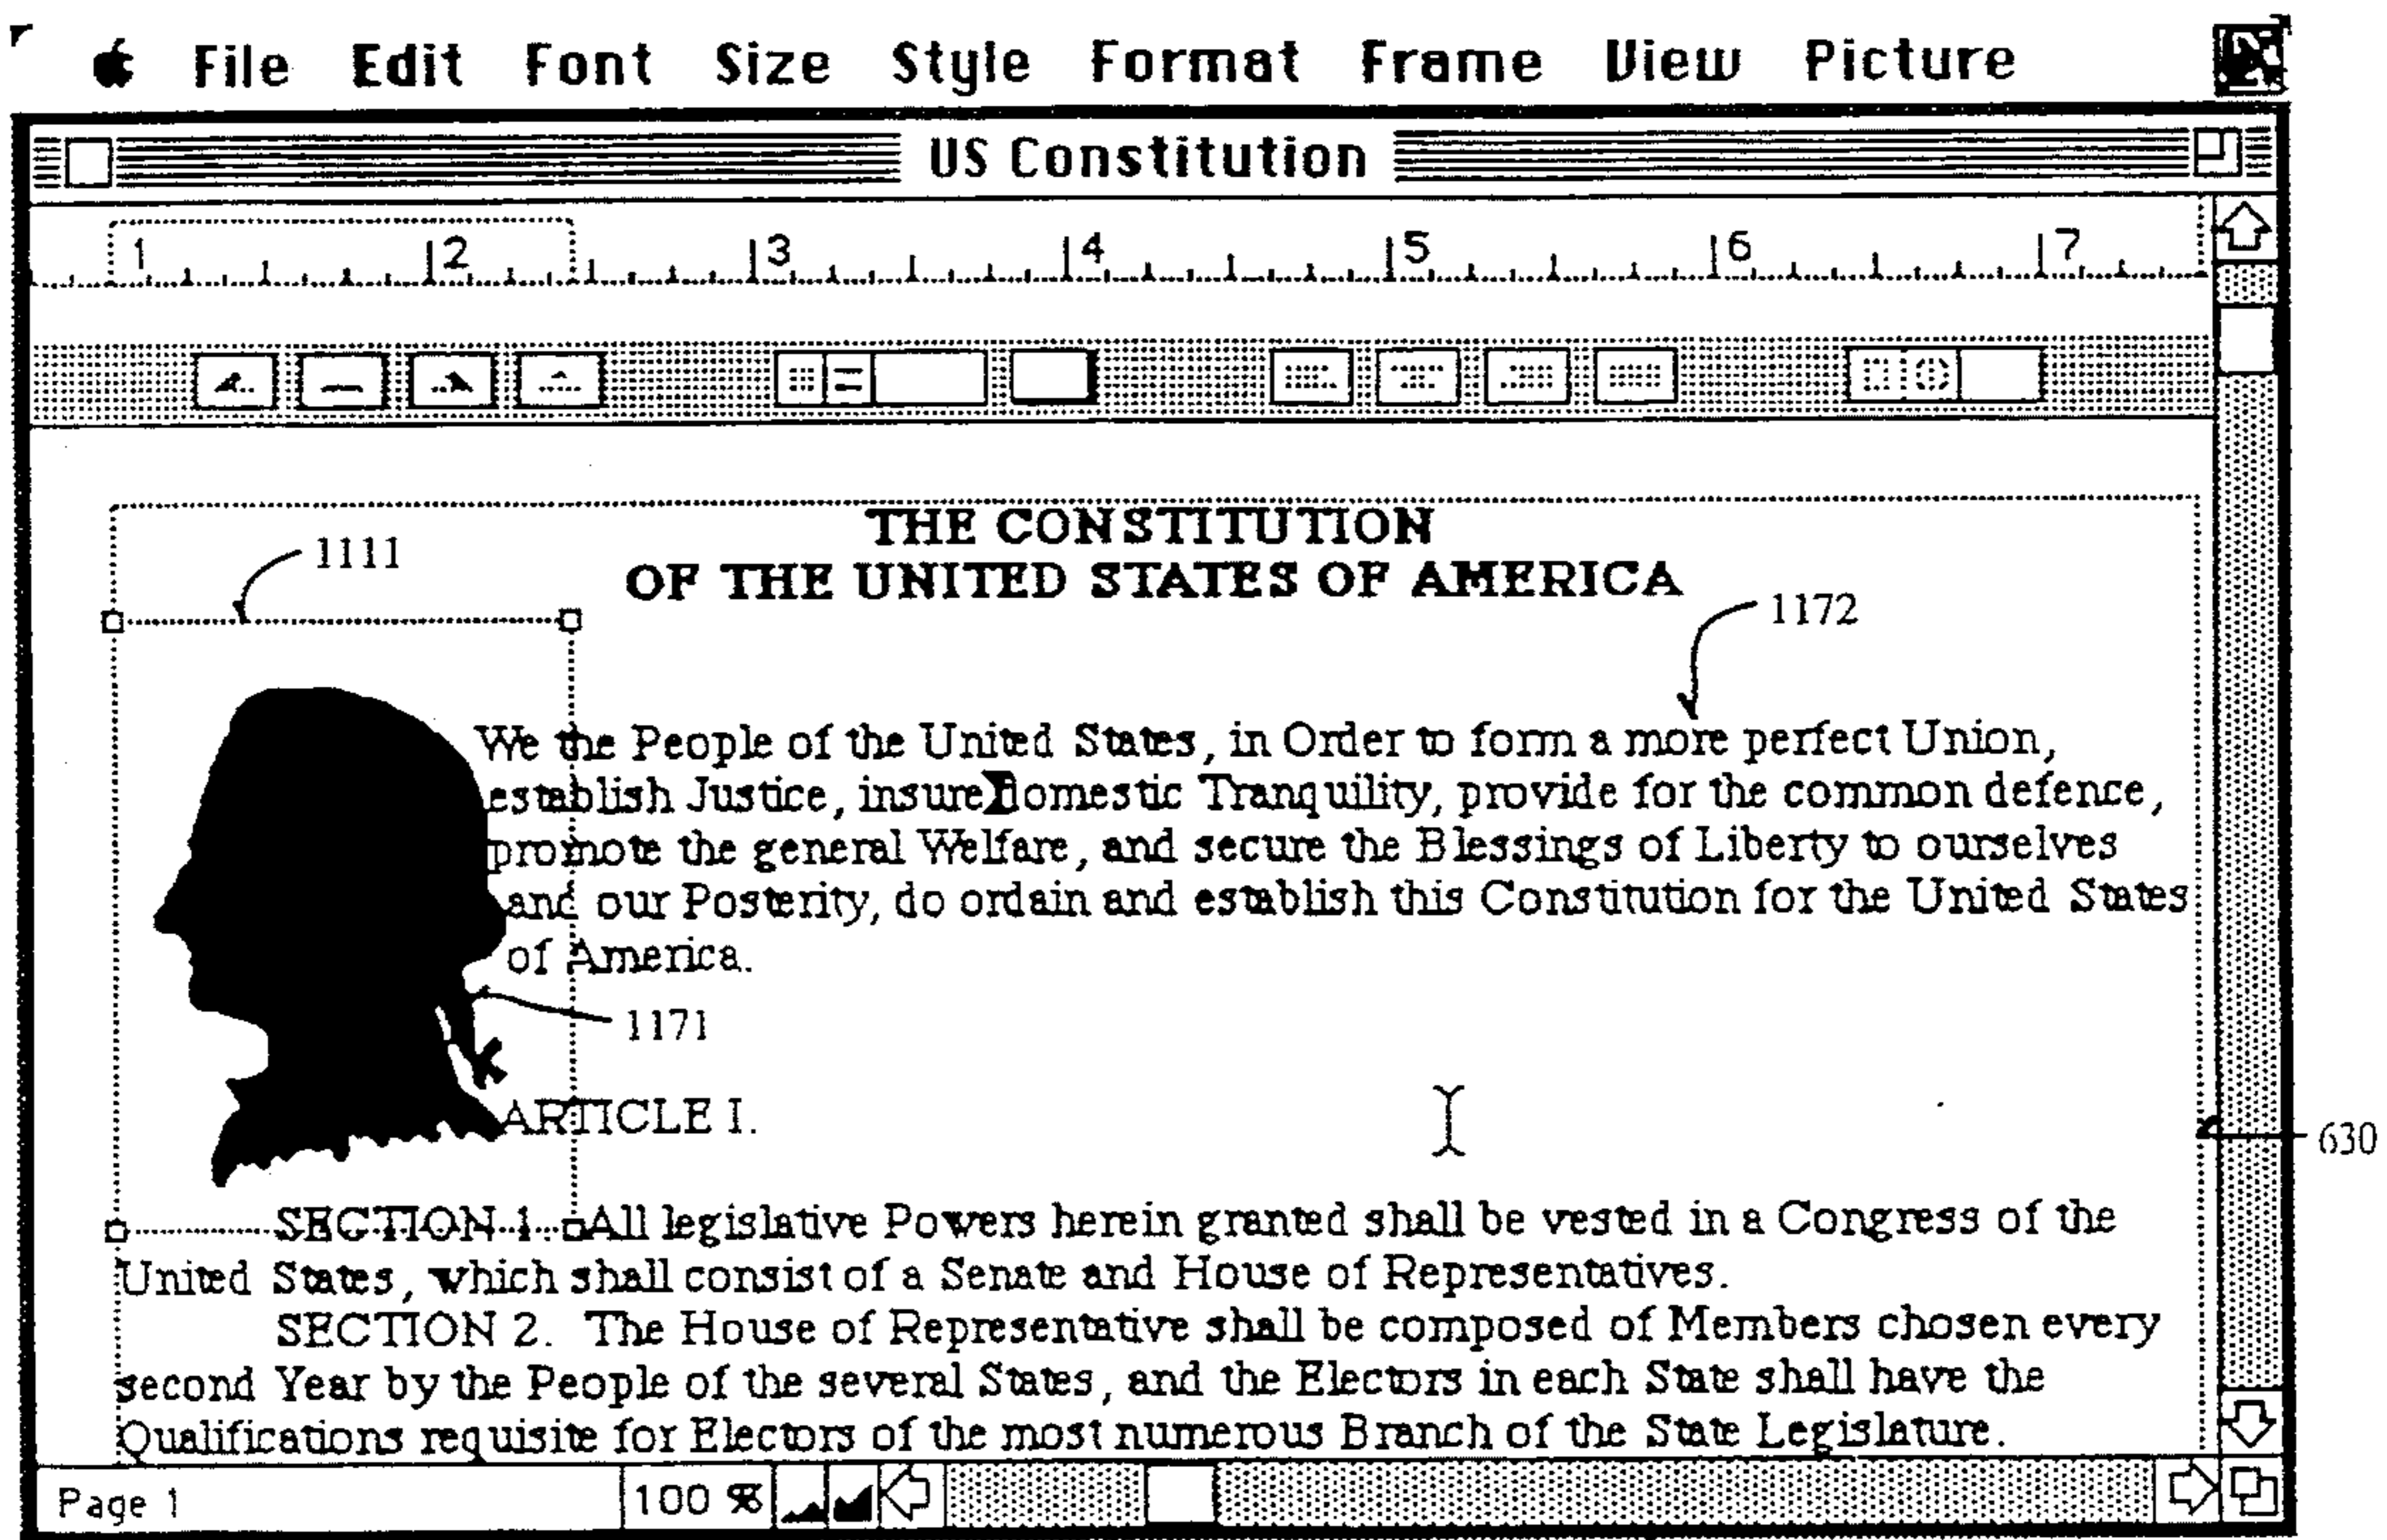 File Edit Font Size Style Format Frame View Picture
US Constitution
1 2 3 4 5 6 7
THE CONSTITUTION
1111
OF THE UNITED STATES OF AMERICA
1172
We the People of the United States, in Order to form a more perfect Union,
establish Justice, insure Domestic Tranquility, provide for the common defence,
promote the general Welfare, and secure the Blessings of Liberty to ourselves
and our Posterity, do ordain and establish this Constitution for the United States
of America.
1171
ARTICLE I.
630
SECTION 1. All legislative Powers herein granted shall be vested in a Congress of the
United States, which shall consist of a Senate and House of Representatives.
SECTION 2. The House of Representative shall be composed of Members chosen every
second Year by the People of the several States, and the Electors in each State shall have the
Qualifications requisite for Electors of the most numerous Branch of the State Legislature.
Page 1 100 %